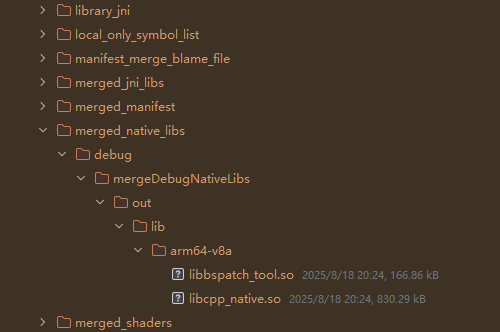 library_jni
local_only_symbol_list
manifest_merge_blame_file
merged_jni_libs
merged_manifest
merged_native_libs
debug
mergeDebugNativeLibs
out
lib
arm64-v8a
libbspatch_tool.so 2025/8/18 20:24, 166.86 kB
libcpp_native.so 2025/8/18 20:24, 830.29 kB
merged_shaders